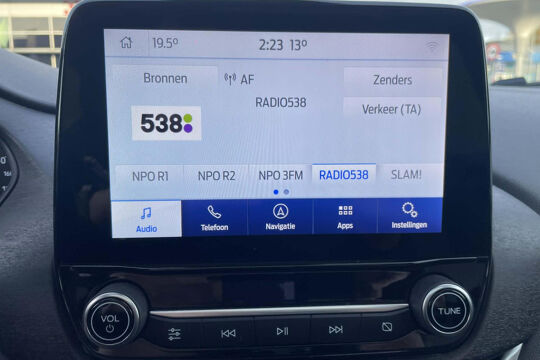 19.5° 2:23 13°
Bronnen AF Zenders
RADIO538 Verkeer (TA)
538
NPO R1 NPO R2 NPO 3FM RADIO538 SLAM!
Audio Telefoon Navigatie Apps Instellingen
VOL TUNE